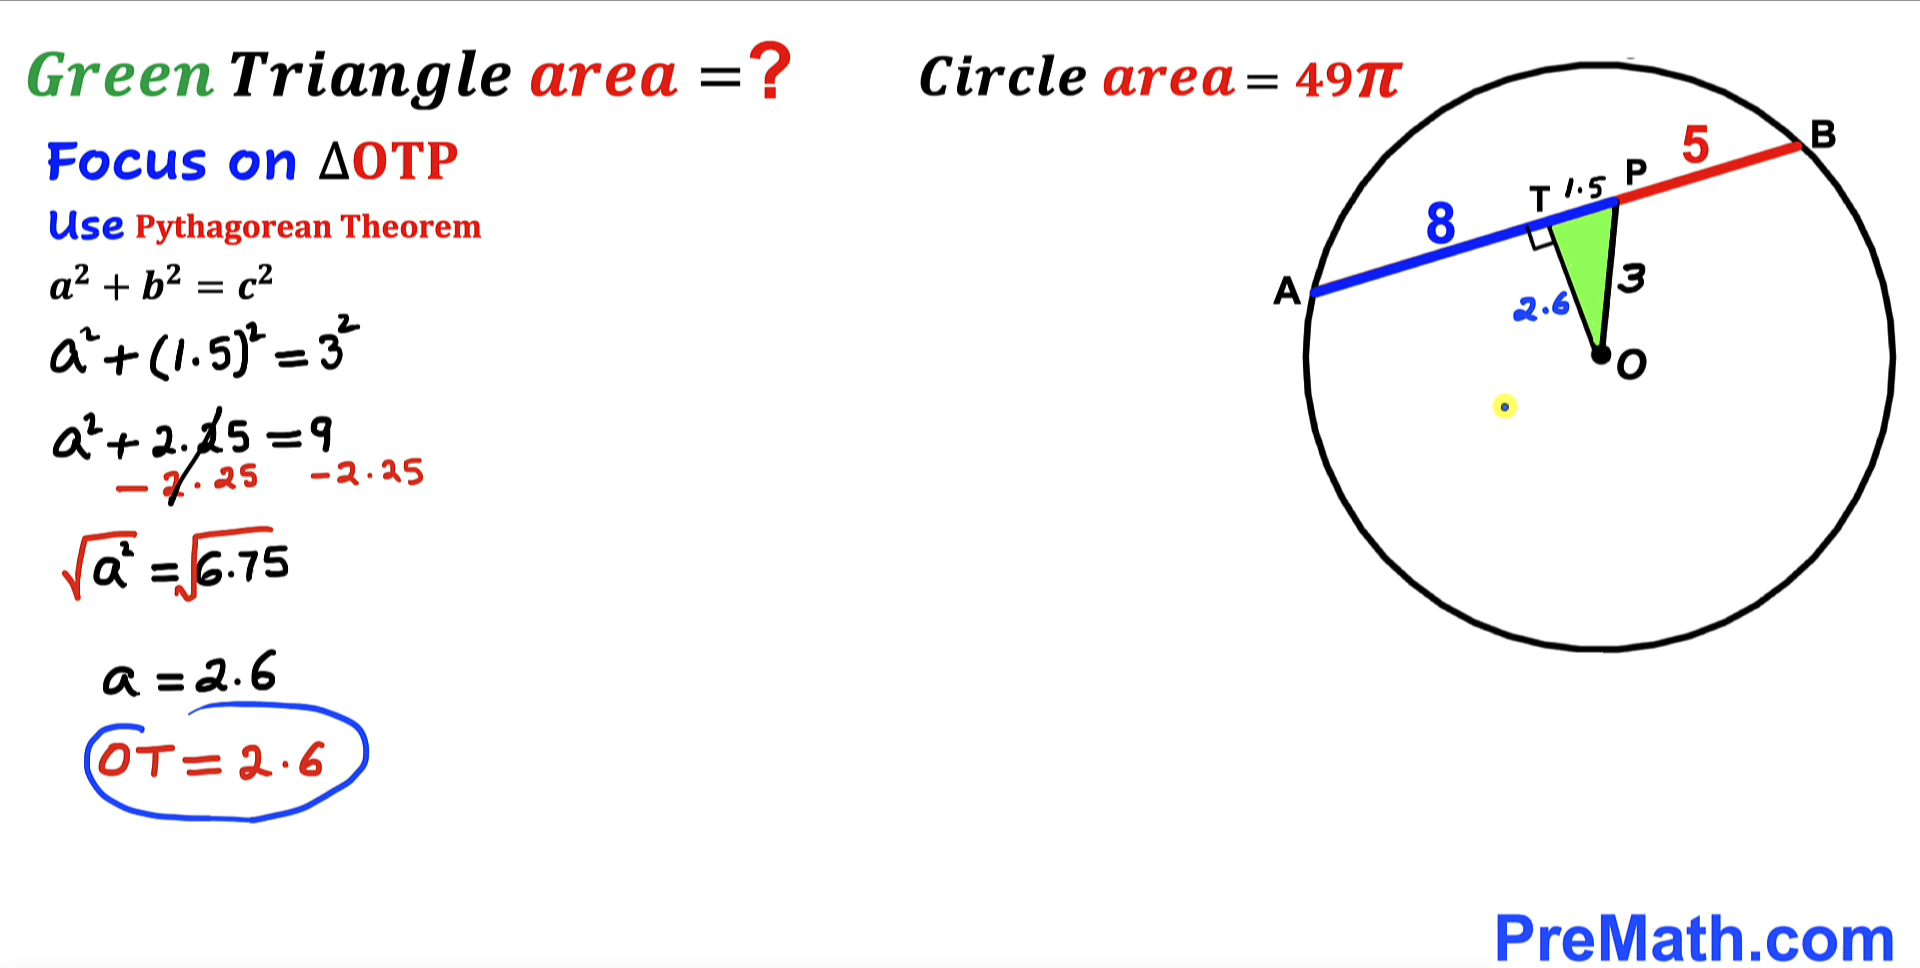 Green Triangle area =?
Circle area = 49π
Focus on ΔOTP
Use Pythagorean Theorem
a² + b² = c²
a² + (1.5)² = 3²
a² + 2.25 = 9
- 2.25 -2.25
√a² = √6.75
a = 2.6
OT = 2.6
B
5
P
T 1.5
8
A
3
2.6
O
PreMath.com